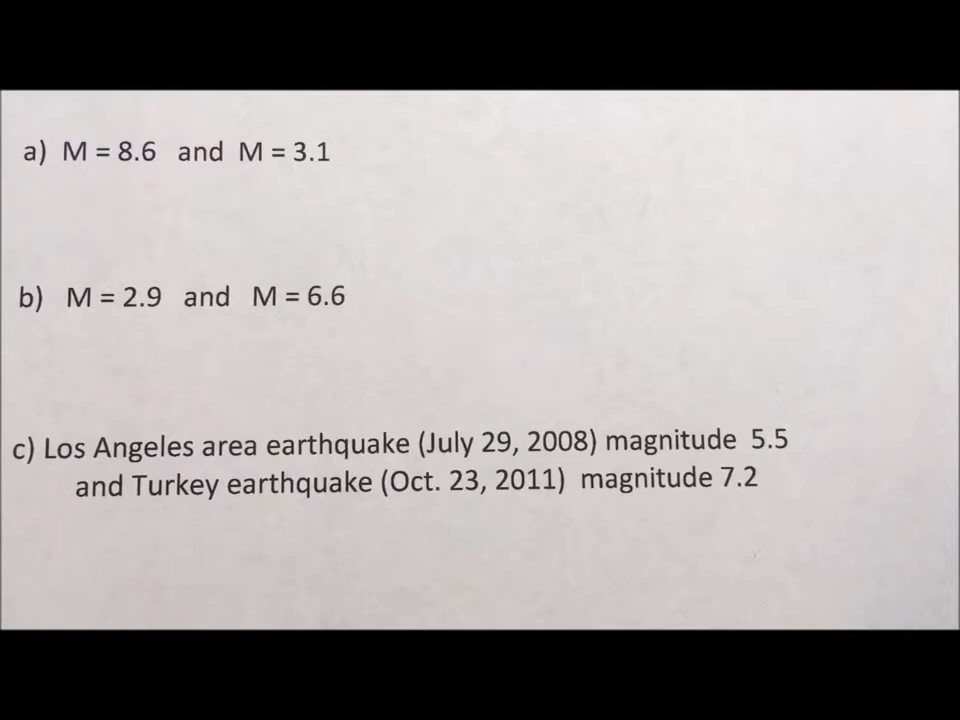 a) M = 8.6 and M = 3.1
b) M = 2.9 and M = 6.6
c) Los Angeles area earthquake (July 29, 2008) magnitude 5.5
and Turkey earthquake (Oct. 23, 2011) magnitude 7.2